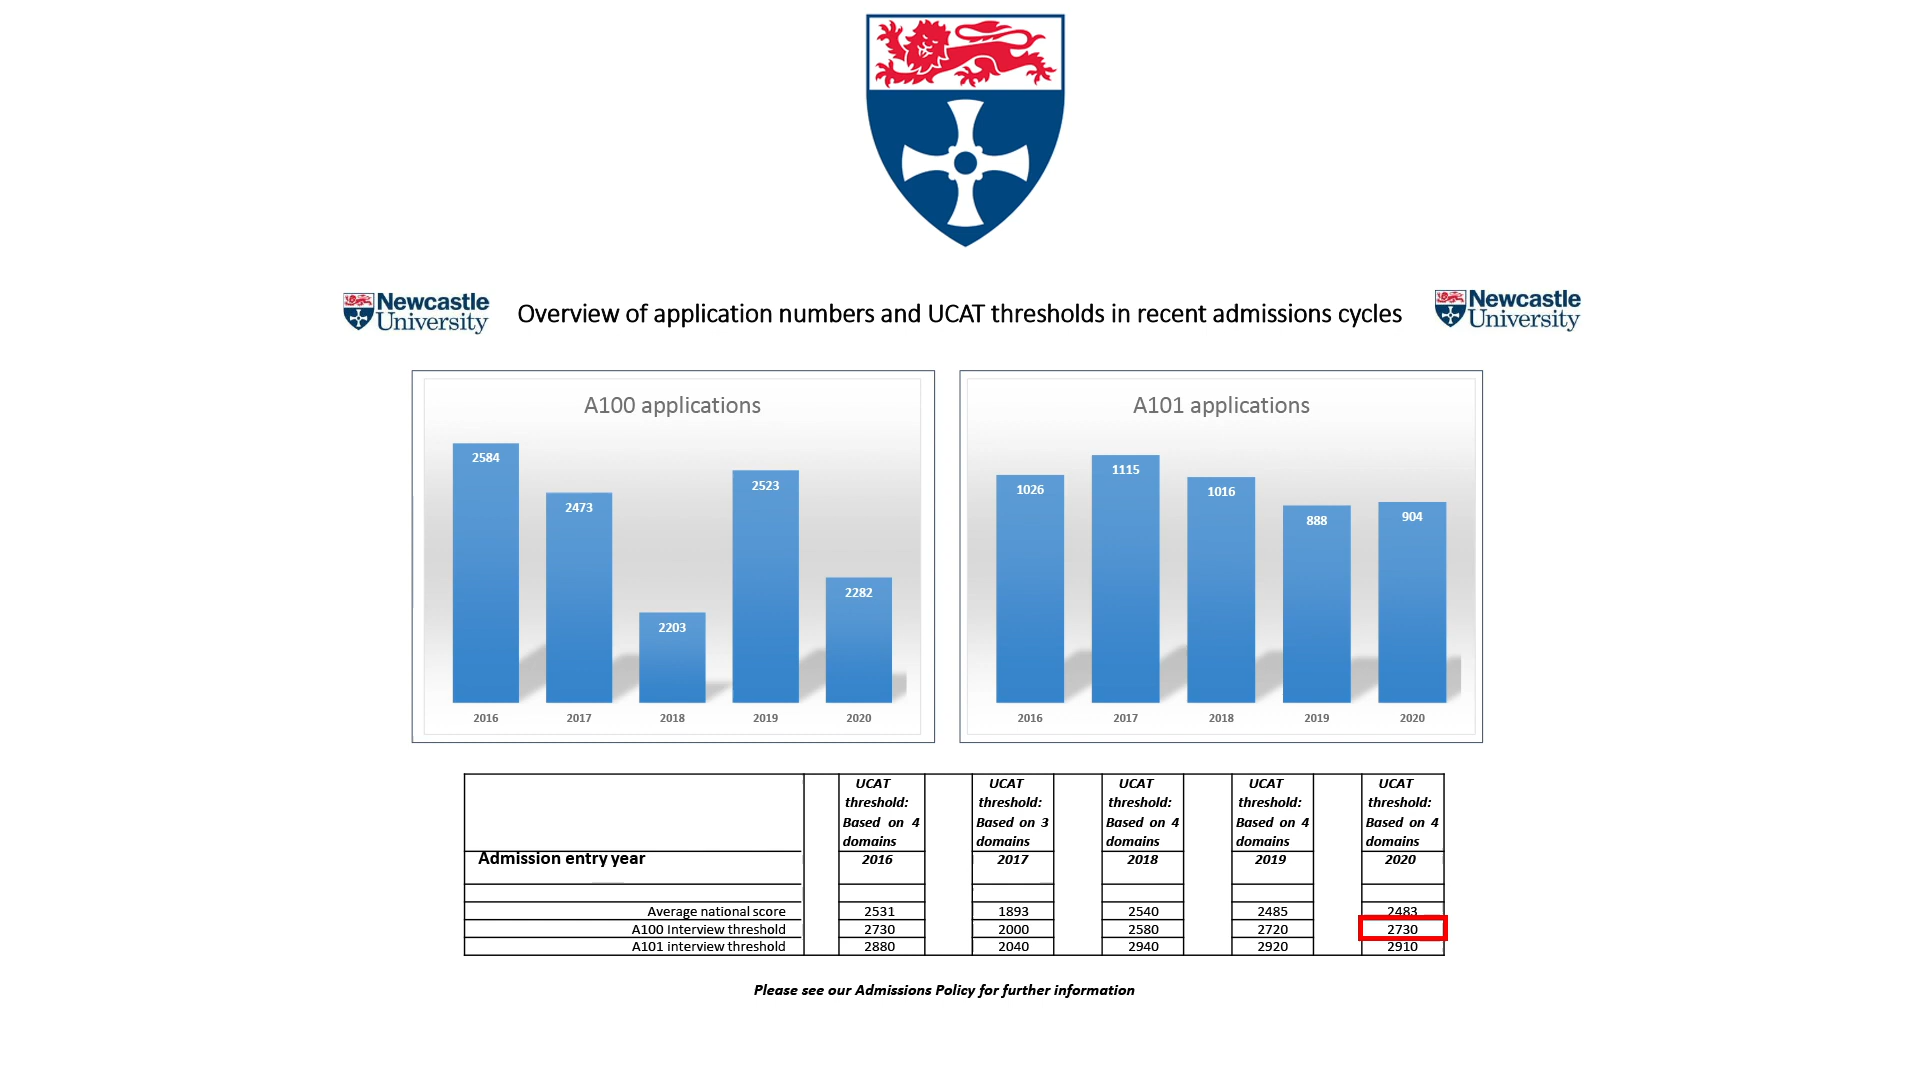 Newcastle
University
Overview of application numbers and UCAT thresholds in recent admissions cycles
Newcastle
University
A100 applications
2584
2473
2203
2523
2282
2016 2017 2018 2019 2020
A101 applications
1026
1115
1016
888
904
2016 2017 2018 2019 2020
UCAT threshold: Based on 4 domains
UCAT threshold: Based on 3 domains
UCAT threshold: Based on 4 domains
UCAT threshold: Based on 4 domains
UCAT threshold: Based on 4 domains
Admission entry year 2016 2017 2018 2019 2020
Average national score 2531 1893 2540 2485 2483
A100 Interview threshold 2730 2000 2580 2720 2730
A101 interview threshold 2880 2040 2940 2920 2910
Please see our Admissions Policy for further information